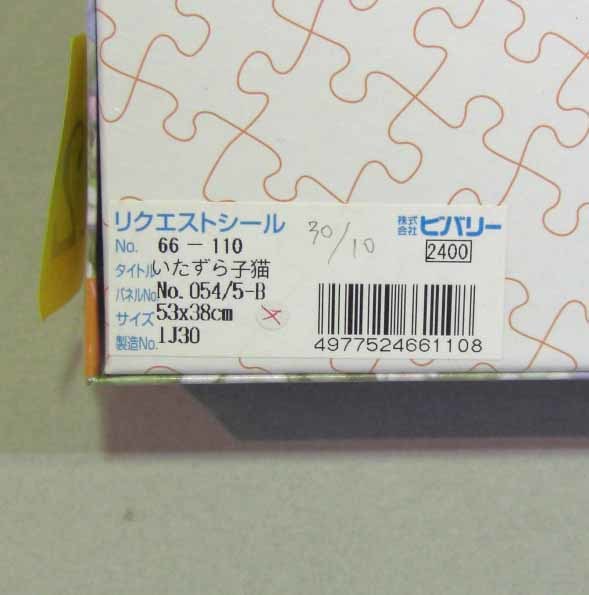 リクエストシール
30/10
株式会社 ビバリー
No. 66 - 110
2400
タイトル いたずら子猫
パネルNo. No.054/5-B
サイズ 53x38cm
製造No. 1J30
4977524661108